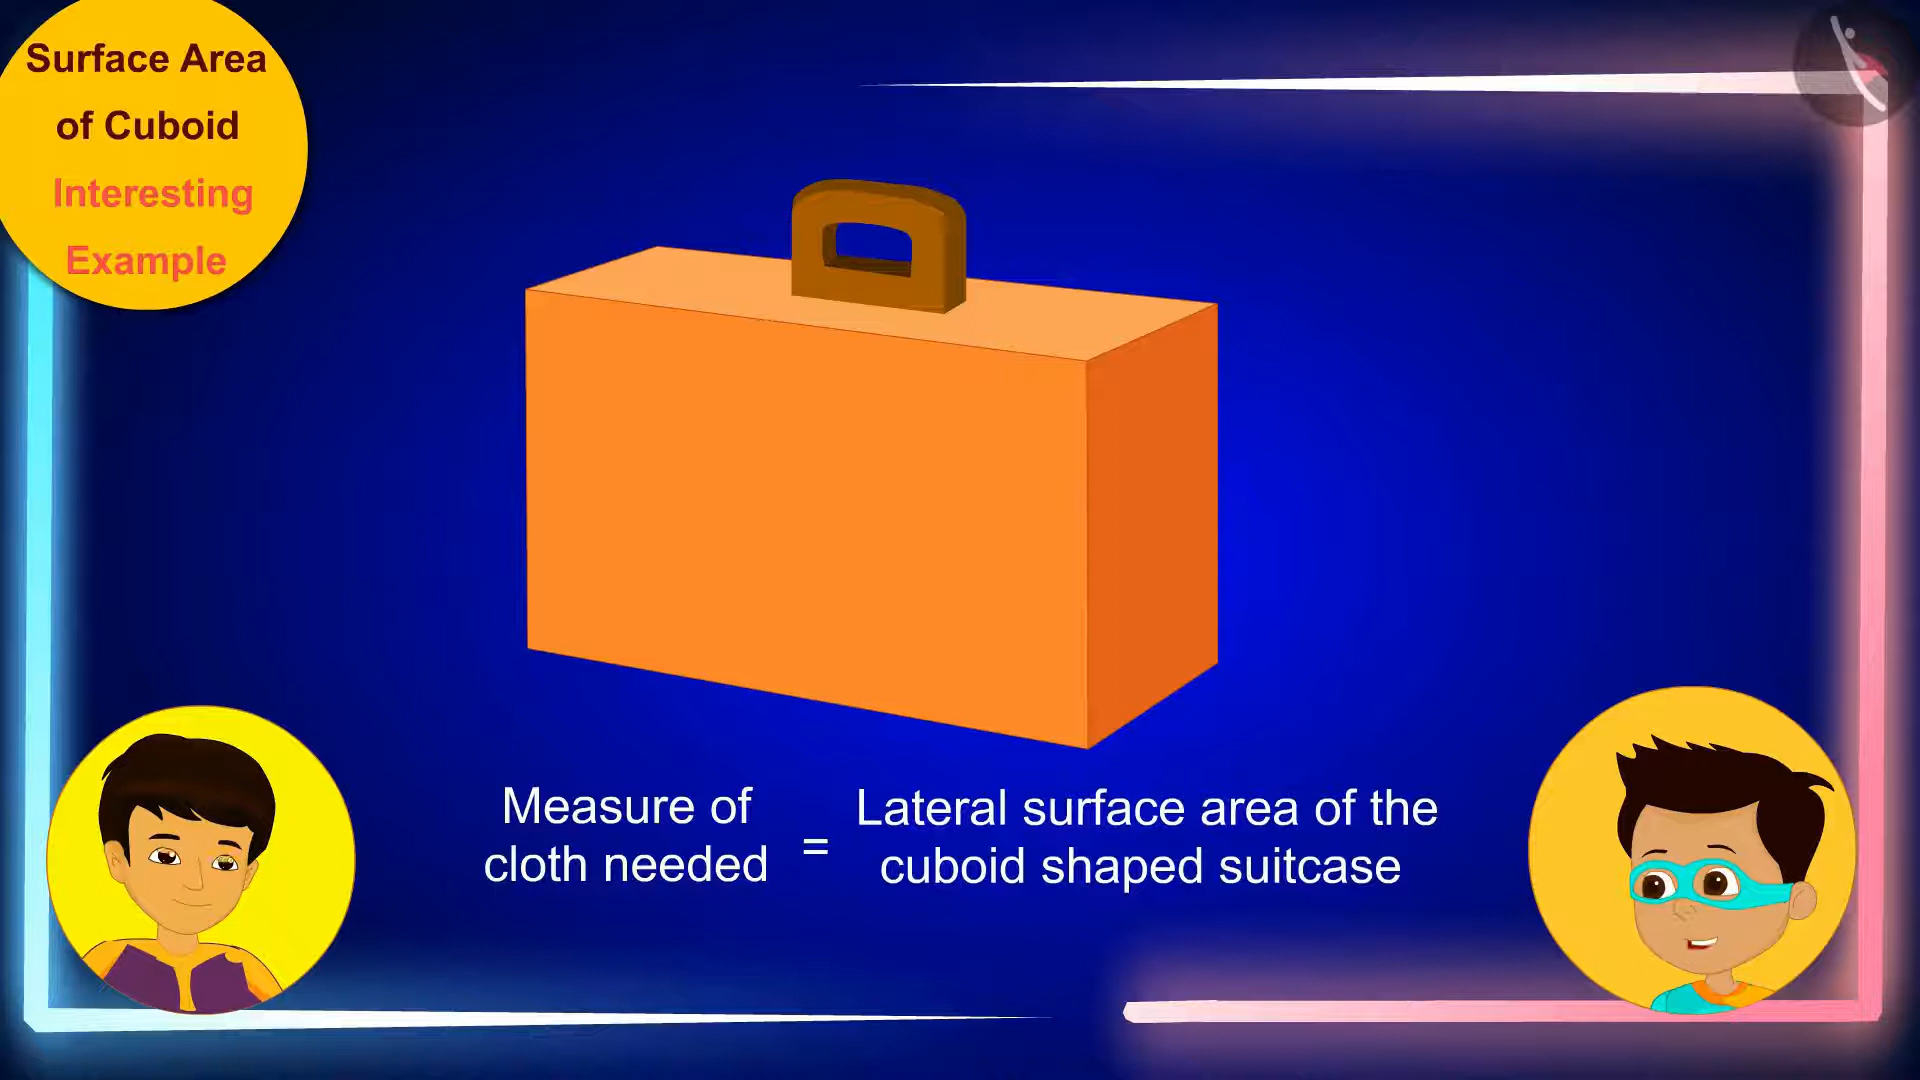 Surface Area
of Cuboid
Interesting
Example
Measure of
cloth needed
=
Lateral surface area of the
cuboid shaped suitcase